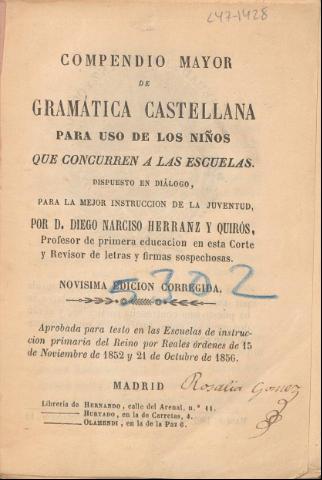 C47-1428
COMPENDIO MAYOR
DE
GRAMÁTICA CASTELLANA
PARA USO DE LOS NIÑOS
QUE CONCURREN A LAS ESCUELAS.
DISPUESTO EN DIÁLOGO,
PARA LA MEJOR INSTRUCCION DE LA JUVENTUD,
POR D. DIEGO NARCISO HERRANZ Y QUIRÓS,
Profesor de primera educacion en esta Corte
y Revisor de letras y firmas sospechosas.
NOVISIMA EDICION CORREGIDA.
5302
Aprobada para testo en las Escuelas de instruc-
cion primaria del Reino por Reales órdenes de 15
de Noviembre de 1852 y 21 de Octubre de 1856.
MADRID
Rosalia Gomez
Librería de HERNANDO, calle del Arenal, n.º 11.
HURTADO, en la de Carretas, 4.
OLAMENDI, en la de la Paz 6.